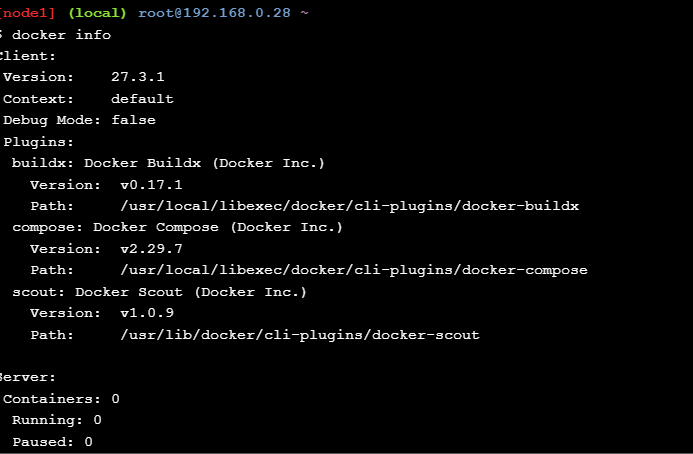 [node1] (local) root@192.168.0.28 ~
$ docker info
Client:
 Version:    27.3.1
 Context:    default
 Debug Mode: false
 Plugins:
  buildx: Docker Buildx (Docker Inc.)
    Version:  v0.17.1
    Path:     /usr/local/libexec/docker/cli-plugins/docker-buildx
  compose: Docker Compose (Docker Inc.)
    Version:  v2.29.7
    Path:     /usr/local/libexec/docker/cli-plugins/docker-compose
  scout: Docker Scout (Docker Inc.)
    Version:  v1.0.9
    Path:     /usr/lib/docker/cli-plugins/docker-scout

Server:
 Containers: 0
  Running: 0
  Paused: 0